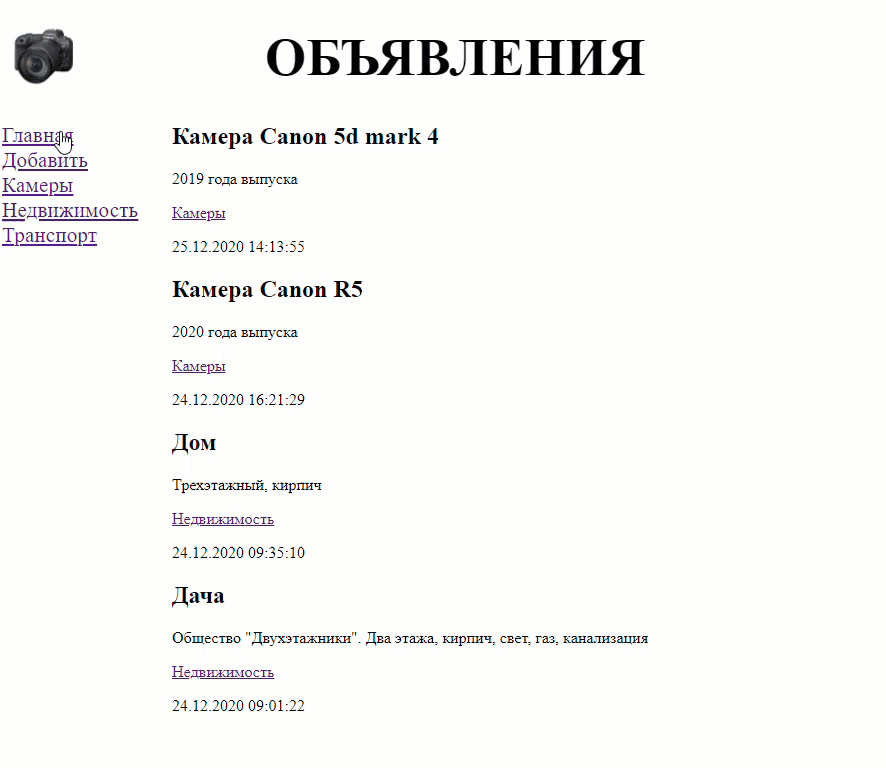 ОБЪЯВЛЕНИЯ
Главная
Добавить
Камеры
Недвижимость
Транспорт
Камера Canon 5d mark 4
2019 года выпуска
Камеры
25.12.2020 14:13:55
Камера Canon R5
2020 года выпуска
Камеры
24.12.2020 16:21:29
Дом
Трехэтажный, кирпич
Недвижимость
24.12.2020 09:35:10
Дача
Общество "Двухэтажники". Два этажа, кирпич, свет, газ, канализация
Недвижимость
24.12.2020 09:01:22